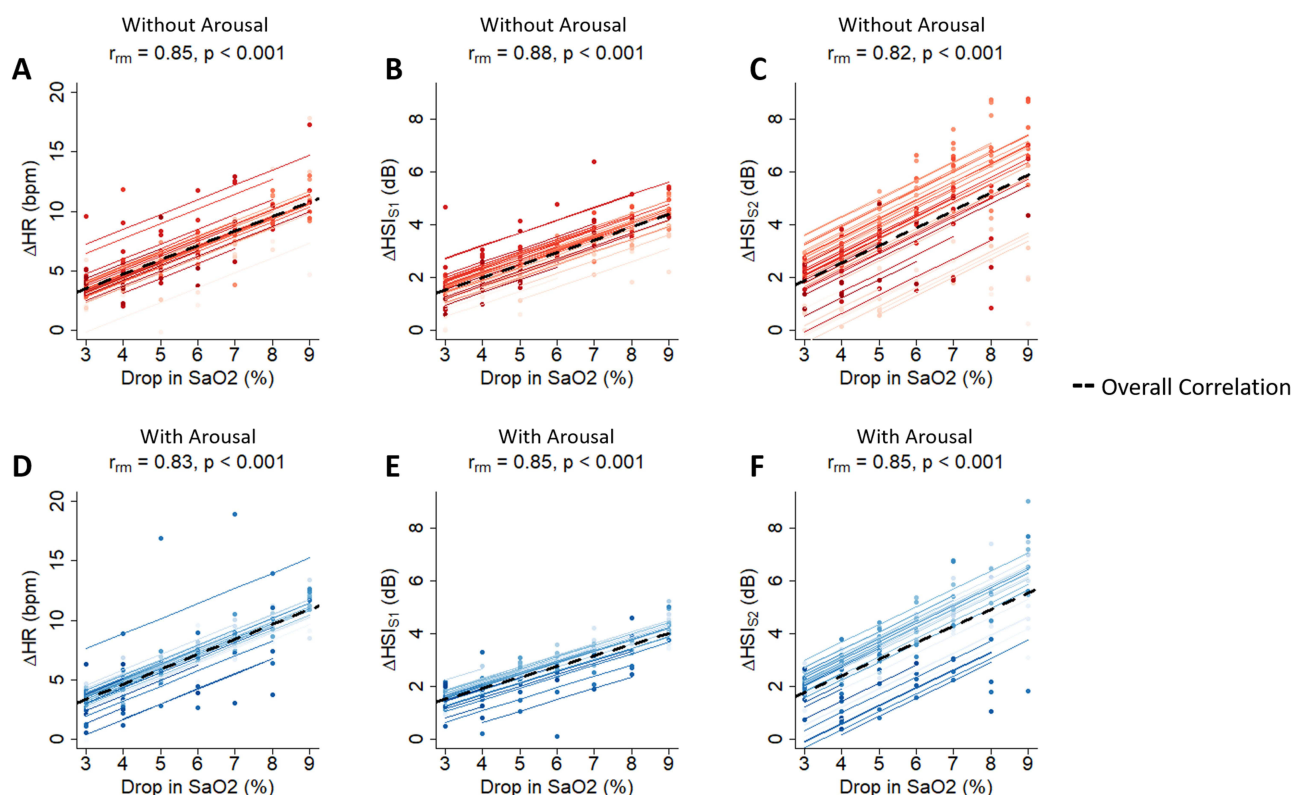 Without Arousal
r_rm = 0.85, p < 0.001
A
ΔHR (bpm)
20
15
10
5
0
3 4 5 6 7 8 9
Drop in SaO2 (%)
Without Arousal
r_rm = 0.88, p < 0.001
B
ΔHSI_S1 (dB)
8
6
4
2
0
3 4 5 6 7 8 9
Drop in SaO2 (%)
Without Arousal
r_rm = 0.82, p < 0.001
C
ΔHSI_S2 (dB)
8
6
4
2
0
3 4 5 6 7 8 9
Drop in SaO2 (%)
Overall Correlation
With Arousal
r_rm = 0.83, p < 0.001
D
ΔHR (bpm)
20
15
10
5
0
3 4 5 6 7 8 9
Drop in SaO2 (%)
With Arousal
r_rm = 0.85, p < 0.001
E
ΔHSI_S1 (dB)
8
6
4
2
0
3 4 5 6 7 8 9
Drop in SaO2 (%)
With Arousal
r_rm = 0.85, p < 0.001
F
ΔHSI_S2 (dB)
8
6
4
2
0
3 4 5 6 7 8 9
Drop in SaO2 (%)